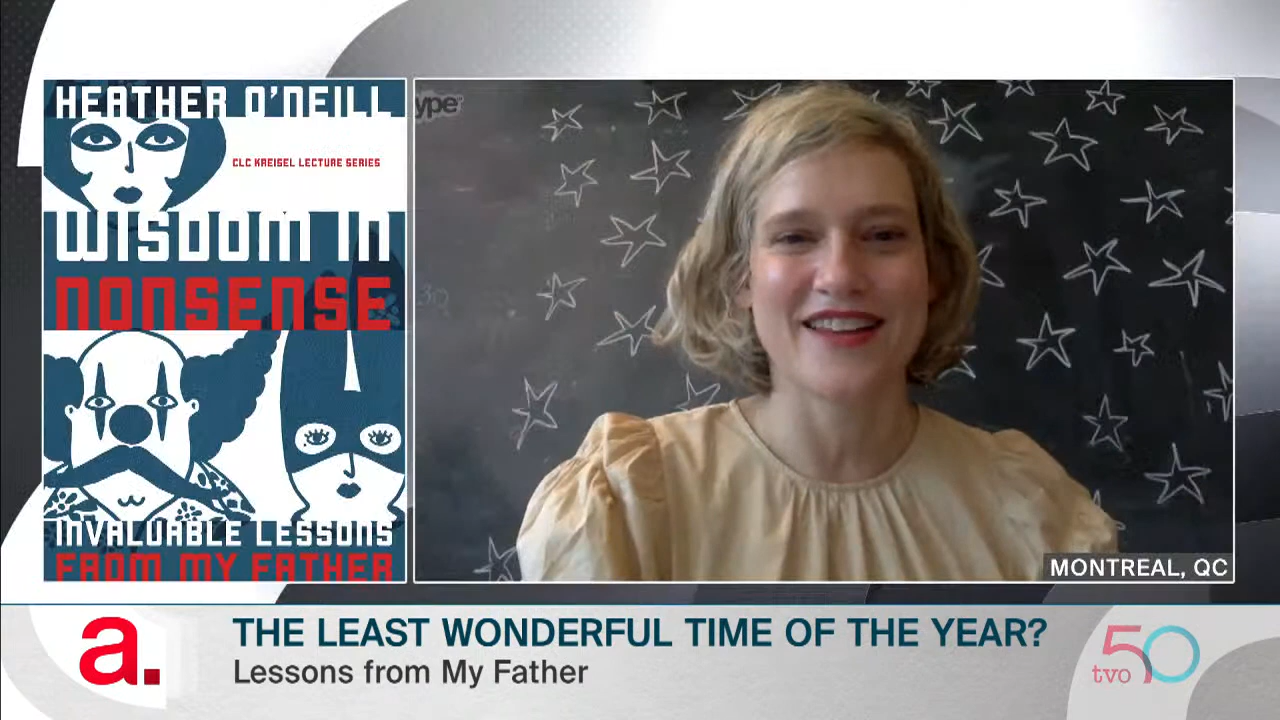 HEATHER O'NEILL
CLC KREISEL LECTURE SERIES
WISDOM IN
NONSENSE
INVALUABLE LESSONS
FROM MY FATHER
ype
30
MONTREAL, QC
a.
THE LEAST WONDERFUL TIME OF THE YEAR?
Lessons from My Father
50
tvo